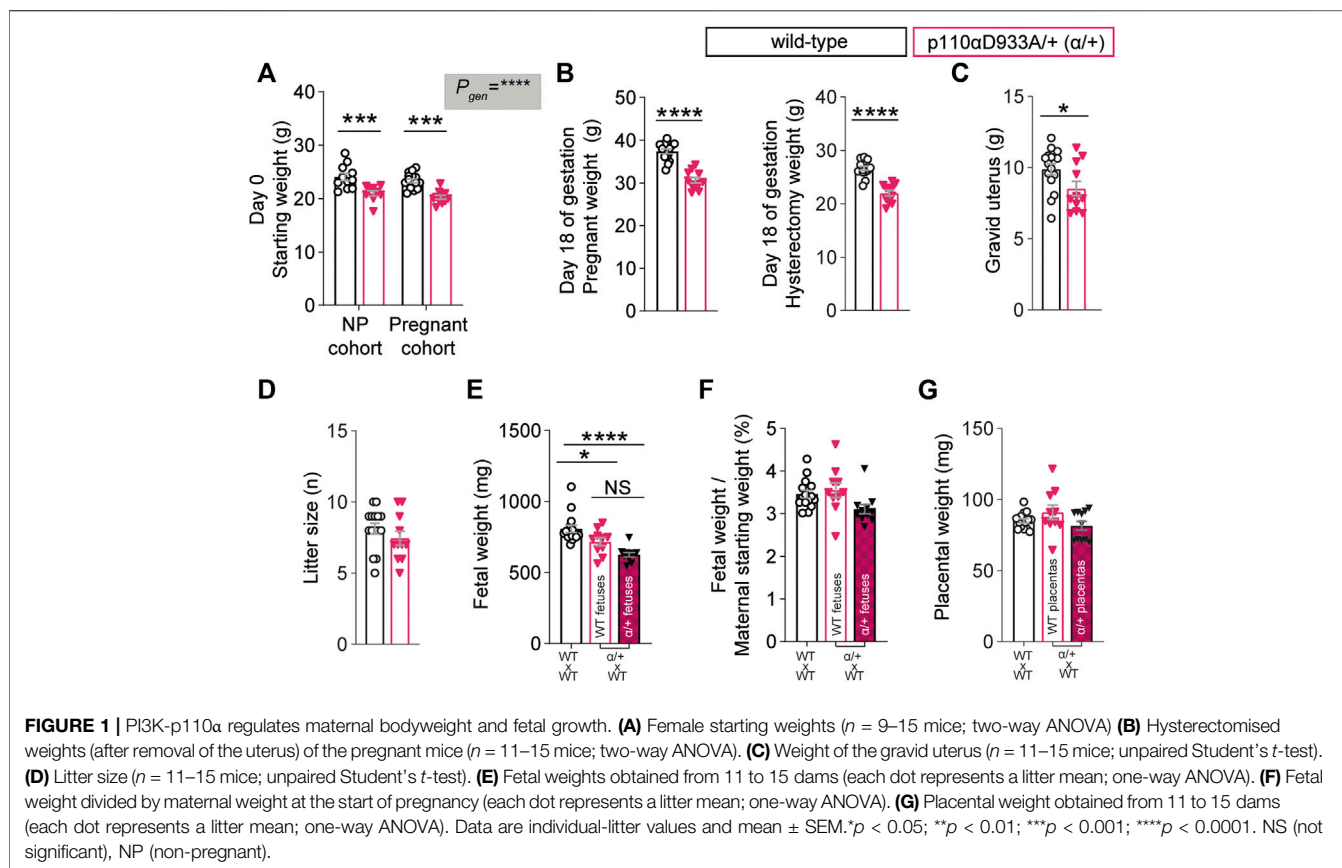 wild-type
p110αD933A/+ (α/+)
A
Pgen=****
Day 0
Starting weight (g)
40
30
20
10
0
***
***
NP
cohort
Pregnant
cohort
B
Day 18 of gestation
Pregnant weight (g)
50
40
30
20
10
0
****
Day 18 of gestation
Hysterectomy weight (g)
40
30
20
10
0
****
C
Gravid uterus (g)
15
10
5
0
*
D
Litter size (n)
15
10
5
0
E
Fetal weight (mg)
1500
1000
500
0
****
*
NS
WT fetuses
α/+ fetuses
WT
x
WT
α/+
x
WT
F
Fetal weight /
Maternal starting weight (%)
5
4
3
2
1
0
WT fetuses
α/+ fetuses
WT
x
WT
α/+
x
WT
G
Placental weight (mg)
150
100
50
0
WT placentas
α/+ placentas
WT
x
WT
α/+
x
WT
FIGURE 1 | PI3K-p110α regulates maternal bodyweight and fetal growth. (A) Female starting weights (n = 9–15 mice; two-way ANOVA) (B) Hysterectomised
weights (after removal of the uterus) of the pregnant mice (n = 11–15 mice; two-way ANOVA). (C) Weight of the gravid uterus (n = 11–15 mice; unpaired Student's t-test).
(D) Litter size (n = 11–15 mice; unpaired Student's t-test). (E) Fetal weights obtained from 11 to 15 dams (each dot represents a litter mean; one-way ANOVA). (F) Fetal
weight divided by maternal weight at the start of pregnancy (each dot represents a litter mean; one-way ANOVA). (G) Placental weight obtained from 11 to 15 dams
(each dot represents a litter mean; one-way ANOVA). Data are individual-litter values and mean ± SEM.*p < 0.05; **p < 0.01; ***p < 0.001; ****p < 0.0001. NS (not
significant), NP (non-pregnant).